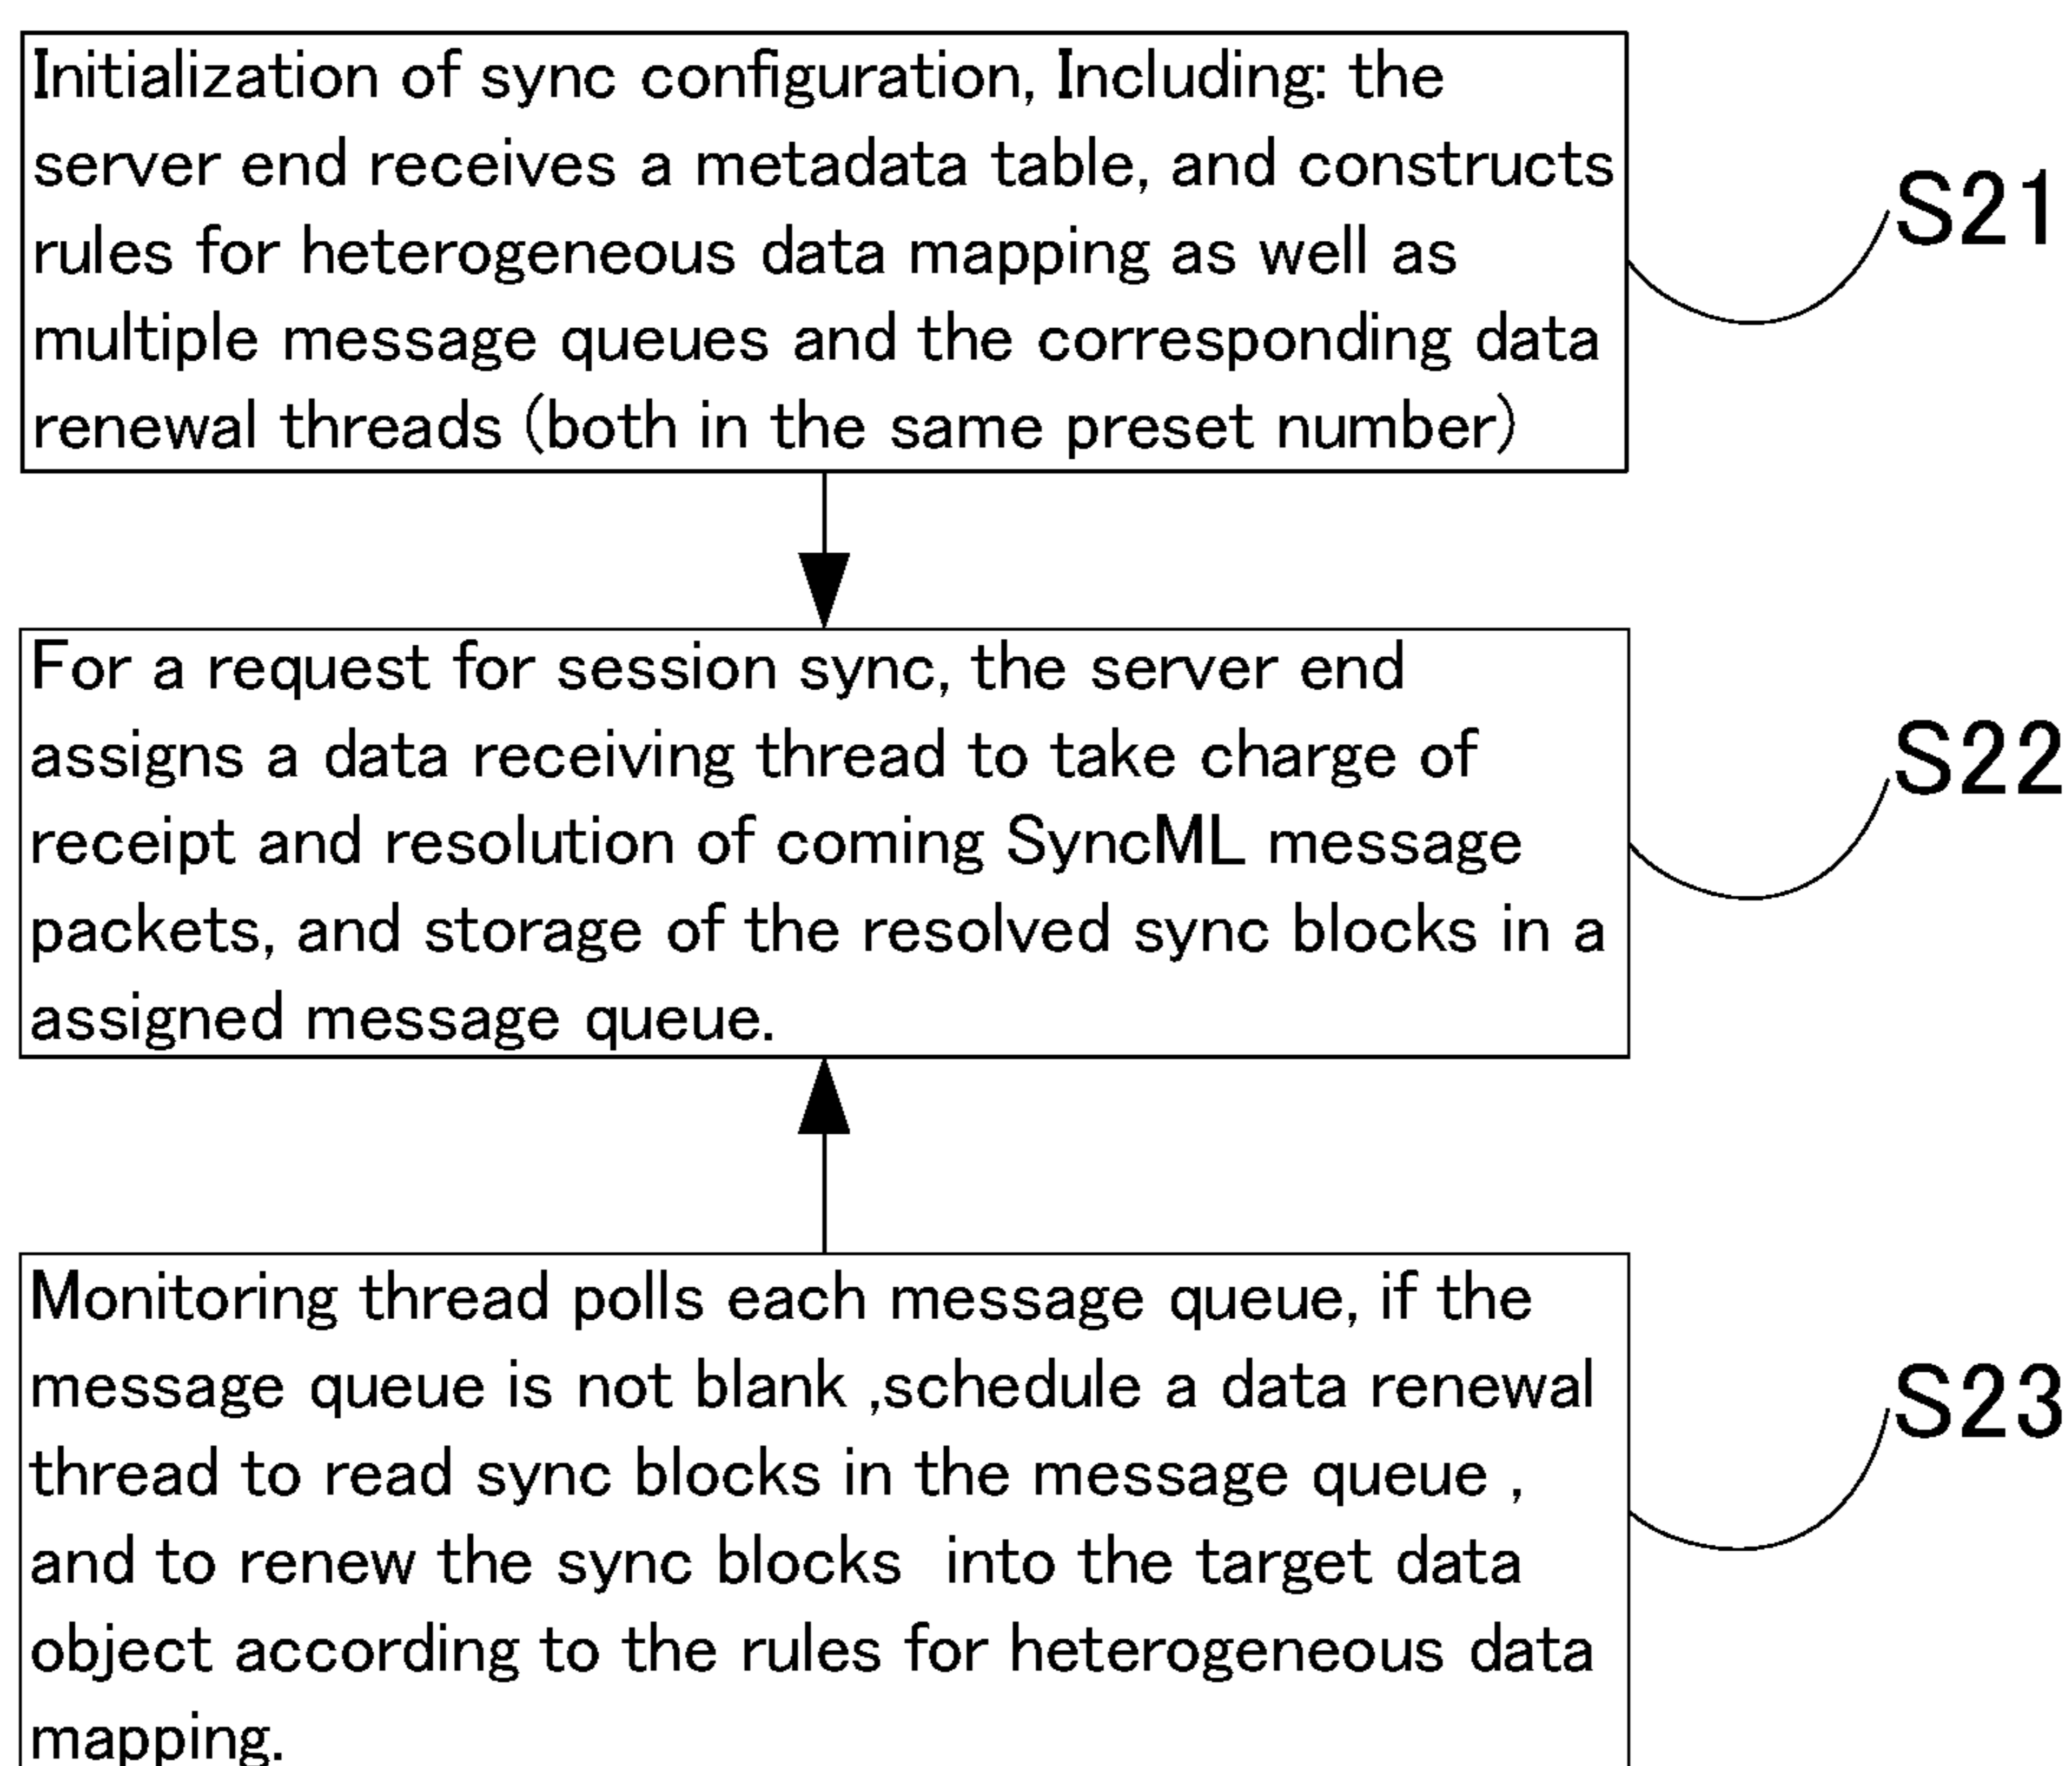 Initialization of sync configuration, Including: the
server end receives a metadata table, and constructs
rules for heterogeneous data mapping as well as
multiple message queues and the corresponding data
renewal threads (both in the same preset number)
S21
For a request for session sync, the server end
assigns a data receiving thread to take charge of
receipt and resolution of coming SyncML message
packets, and storage of the resolved sync blocks in a
assigned message queue.
S22
Monitoring thread polls each message queue, if the
message queue is not blank ,schedule a data renewal
thread to read sync blocks in the message queue ,
and to renew the sync blocks  into the target data
object according to the rules for heterogeneous data
mapping.
S23